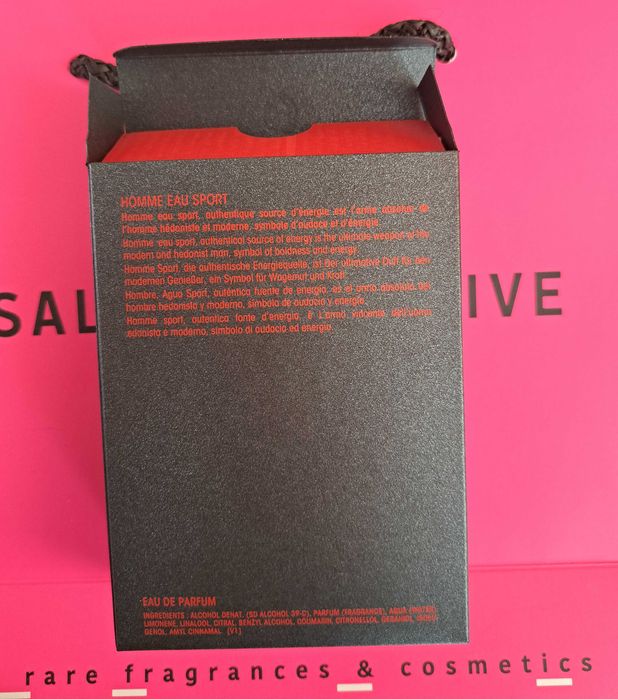 HOMME EAU SPORT
Homme eau sport, authentique source d'énergie est l'arme absolue de
l'homme hédoniste et moderne, symbole d'audace et d'énergie.
Homme eau sport, authentical source of energy is the ultimate weapon of the
modern and hedonist man, symbol of boldness and energy.
Homme Sport, die authentische Energiequelle, ist Der ultimative Duft für den
modernen Genießer, ein Symbol für Wagemut und Kraft.
Hombre, Agua Sport, auténtica fuente de energía, es el arma absoluta del
hombre hedonista y moderno, símbolo de audacia y energía.
Homme sport, autentica fonte d'energia, è L'arma vincente dell'uomo
edonista e moderno, simbolo di audacia ed energia.
SAL IVE
EAU DE PARFUM
INGREDIENTS : ALCOHOL DENAT. (SD ALCOHOL 39-C), PARFUM (FRAGRANCE), AQUA (WATER),
LIMONENE, LINALOOL, CITRAL, BENZYL ALCOHOL, COUMARIN, CITRONELLOL, GERANIOL, ISOEU-
GENOL, AMYL CINNAMAL (V1)
rare fragrances & cosmetics